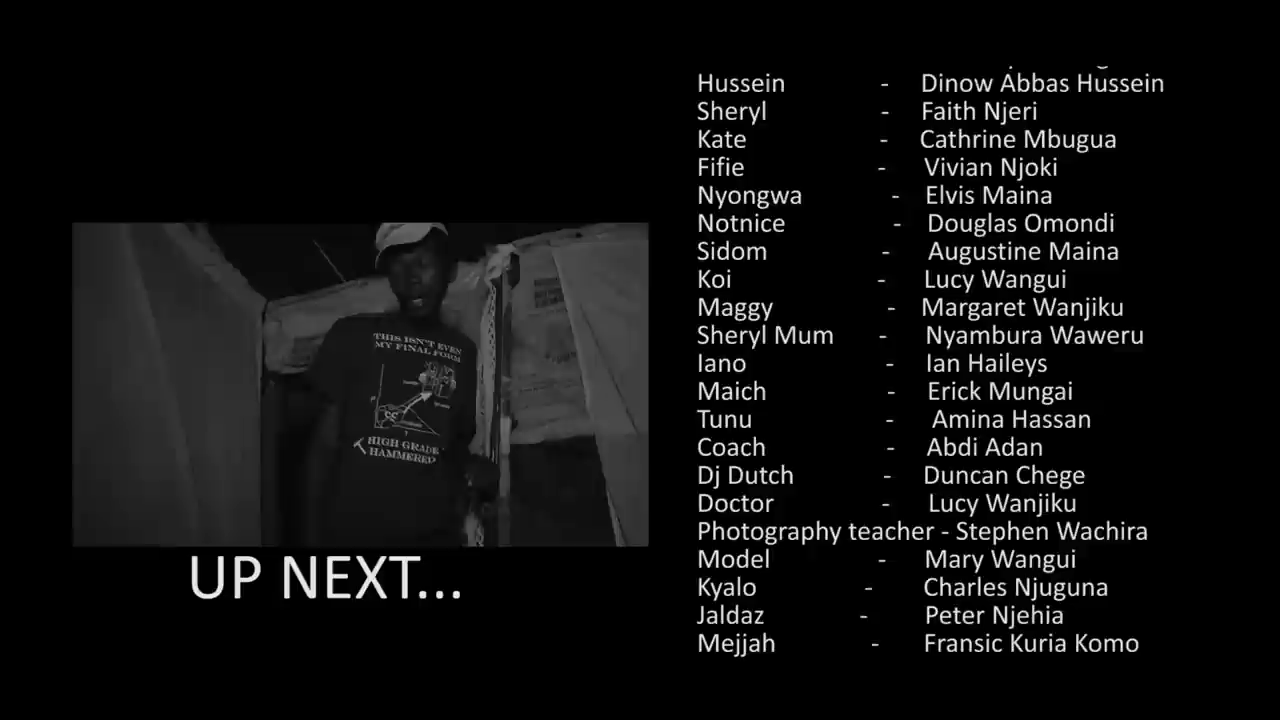 THIS ISN'T EVEN
MY FINAL FORM
HIGH GRADE
HAMMERED
UP NEXT...
Hussein - Dinow Abbas Hussein
Sheryl - Faith Njeri
Kate - Cathrine Mbugua
Fifie - Vivian Njoki
Nyongwa - Elvis Maina
Notnice - Douglas Omondi
Sidom - Augustine Maina
Koi - Lucy Wangui
Maggy - Margaret Wanjiku
Sheryl Mum - Nyambura Waweru
Iano - Ian Haileys
Maich - Erick Mungai
Tunu - Amina Hassan
Coach - Abdi Adan
Dj Dutch - Duncan Chege
Doctor - Lucy Wanjiku
Photography teacher - Stephen Wachira
Model - Mary Wangui
Kyalo - Charles Njuguna
Jaldaz - Peter Njehia
Mejjah - Fransic Kuria Komo